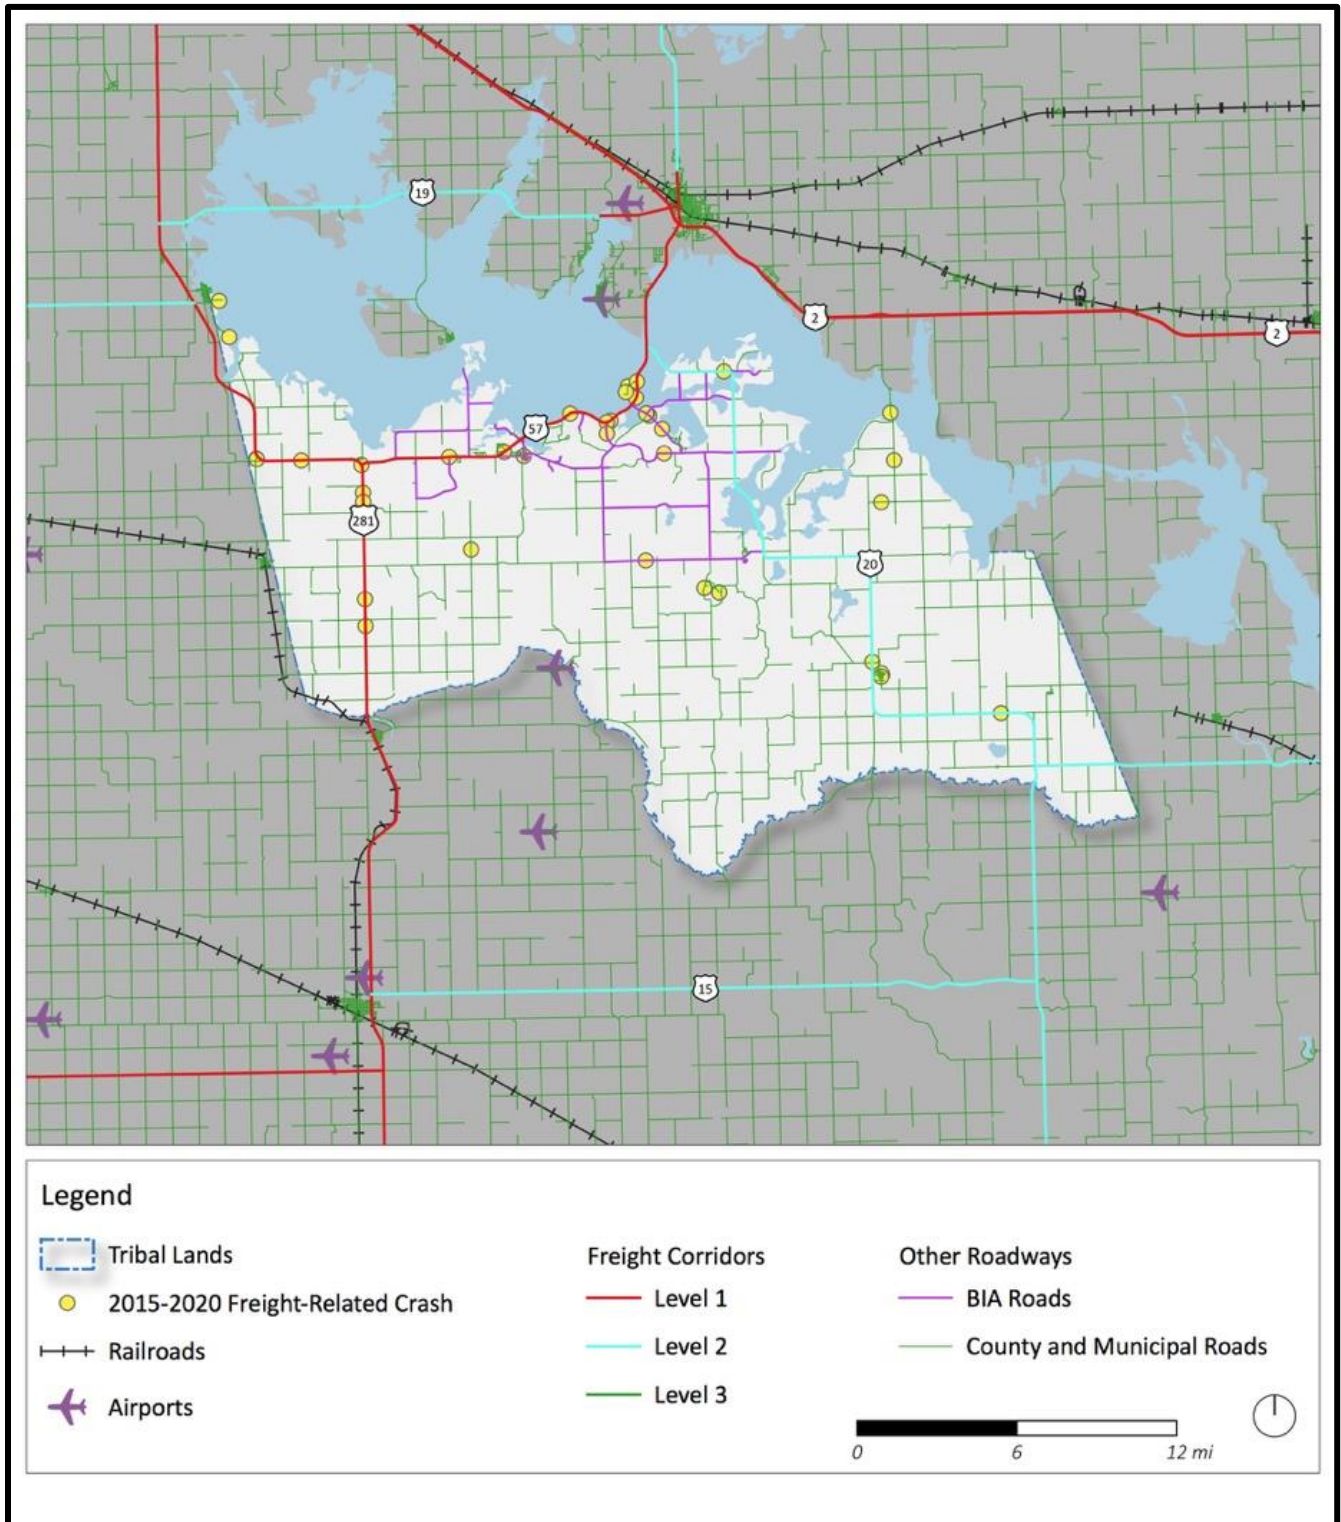 19
2
2
57
281
20
15
Legend
Tribal Lands
2015-2020 Freight-Related Crash
Railroads
Airports
Freight Corridors
Level 1
Level 2
Level 3
Other Roadways
BIA Roads
County and Municipal Roads
0 6 12 mi